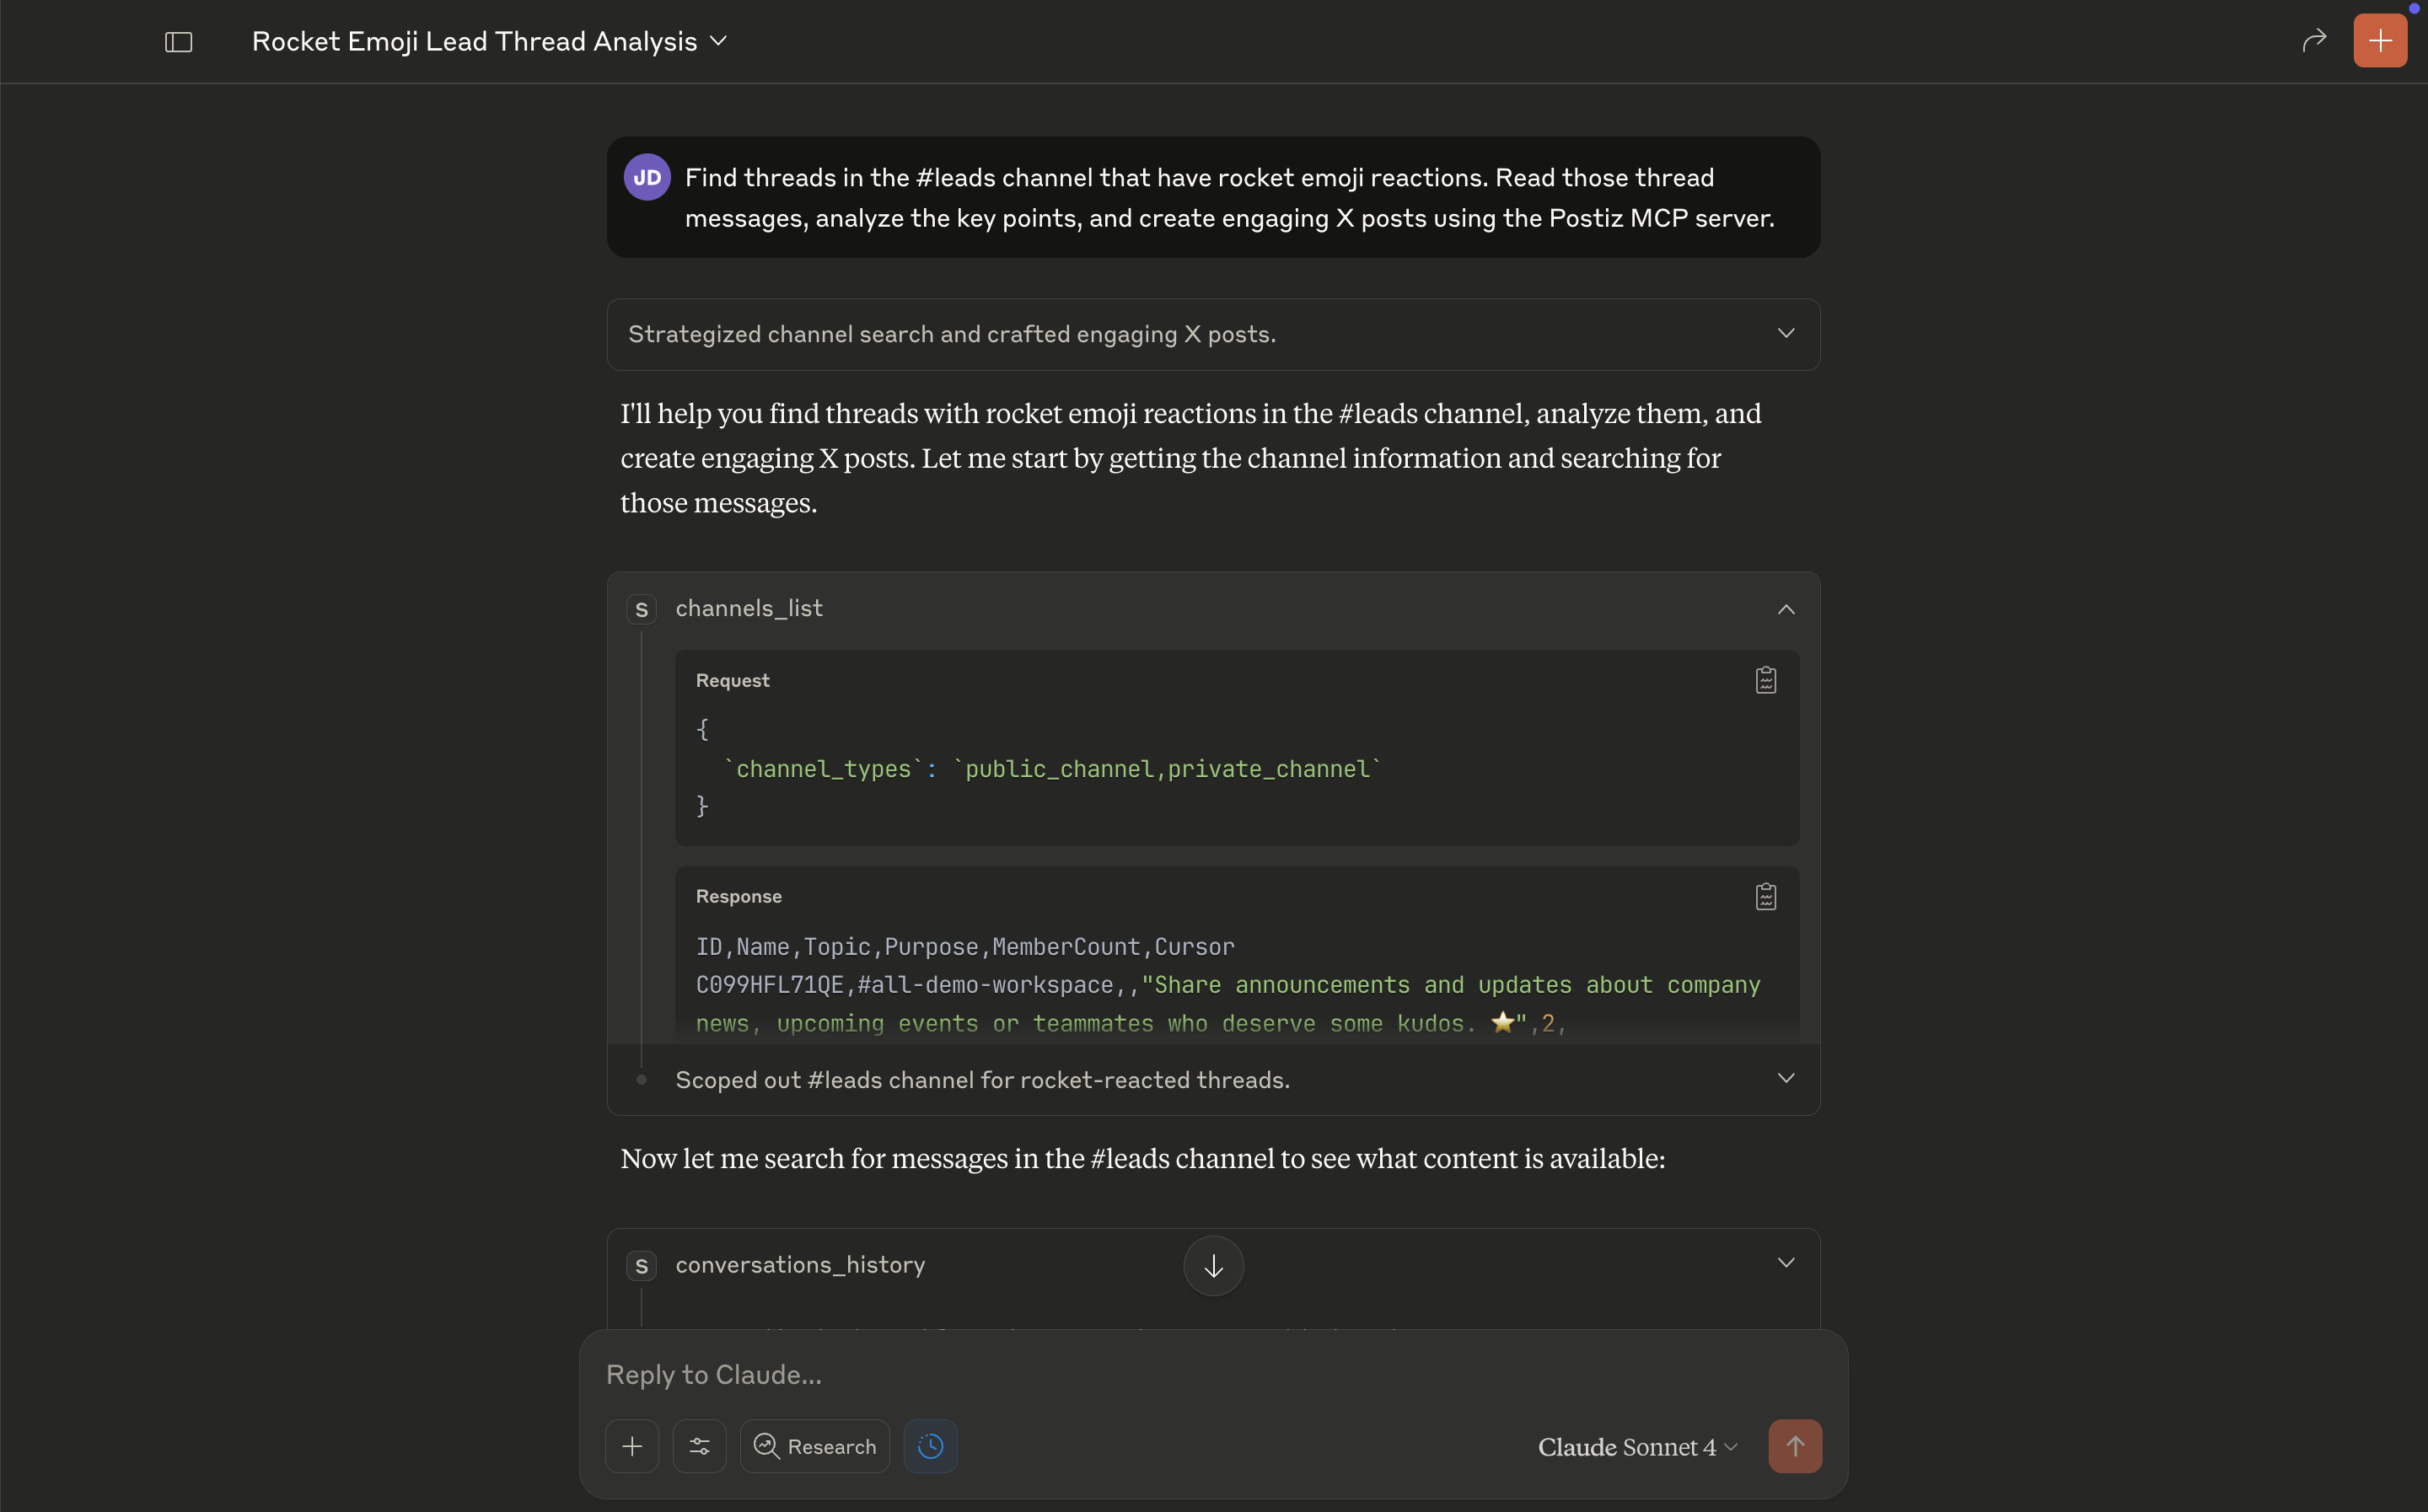 Rocket Emoji Lead Thread Analysis
JD
Find threads in the #leads channel that have rocket emoji reactions. Read those thread
messages, analyze the key points, and create engaging X posts using the Postiz MCP server.
Strategized channel search and crafted engaging X posts.
I'll help you find threads with rocket emoji reactions in the #leads channel, analyze them, and
create engaging X posts. Let me start by getting the channel information and searching for
those messages.
S channels_list
Request
{
`channel_types`: `public_channel,private_channel`
}
Response
ID,Name,Topic,Purpose,MemberCount,Cursor
C099HFL71QE,#all-demo-workspace,,"Share announcements and updates about company
news, upcoming events or teammates who deserve some kudos. ⭐",2,
Scoped out #leads channel for rocket-reacted threads.
Now let me search for messages in the #leads channel to see what content is available:
S conversations_history
Reply to Claude...
Research
Claude Sonnet 4